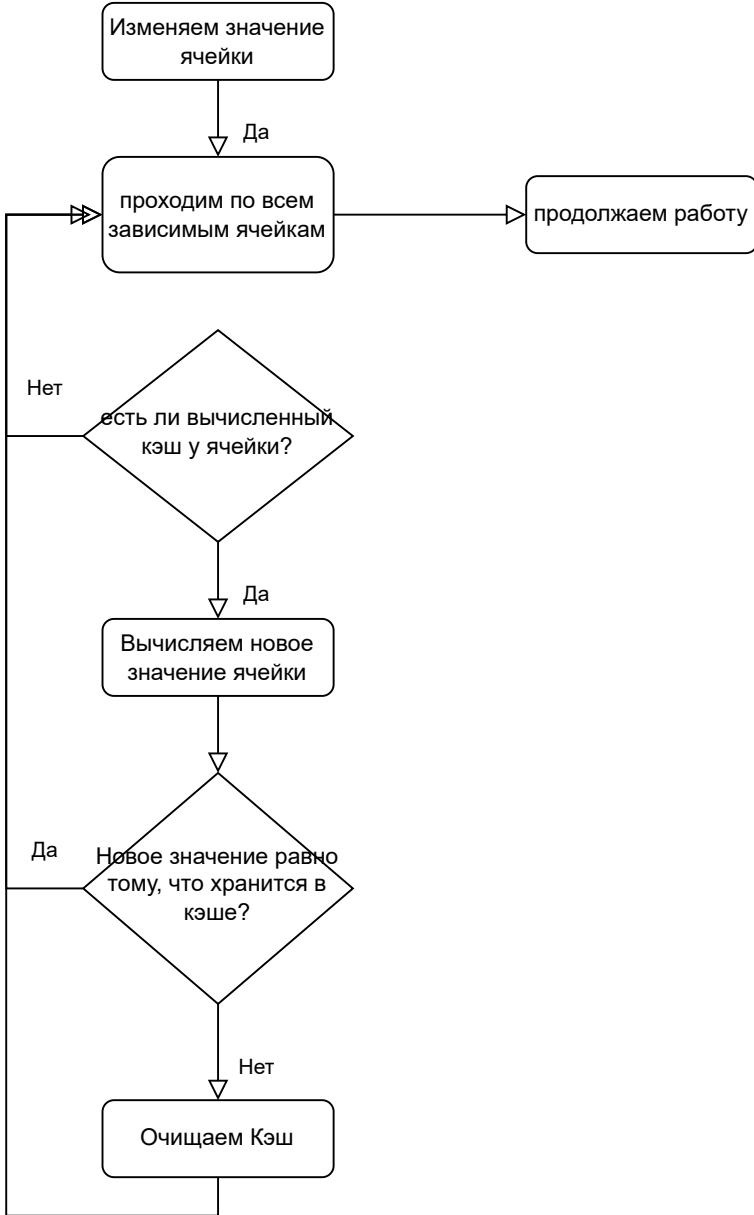 Изменяем значение
ячейки
Да
проходим по всем
зависимым ячейкам
продолжаем работу
Нет
есть ли вычисленный
кэш у ячейки?
Да
Вычисляем новое
значение ячейки
Да
Новое значение равно
тому, что хранится в
кэше?
Нет
Очищаем Кэш